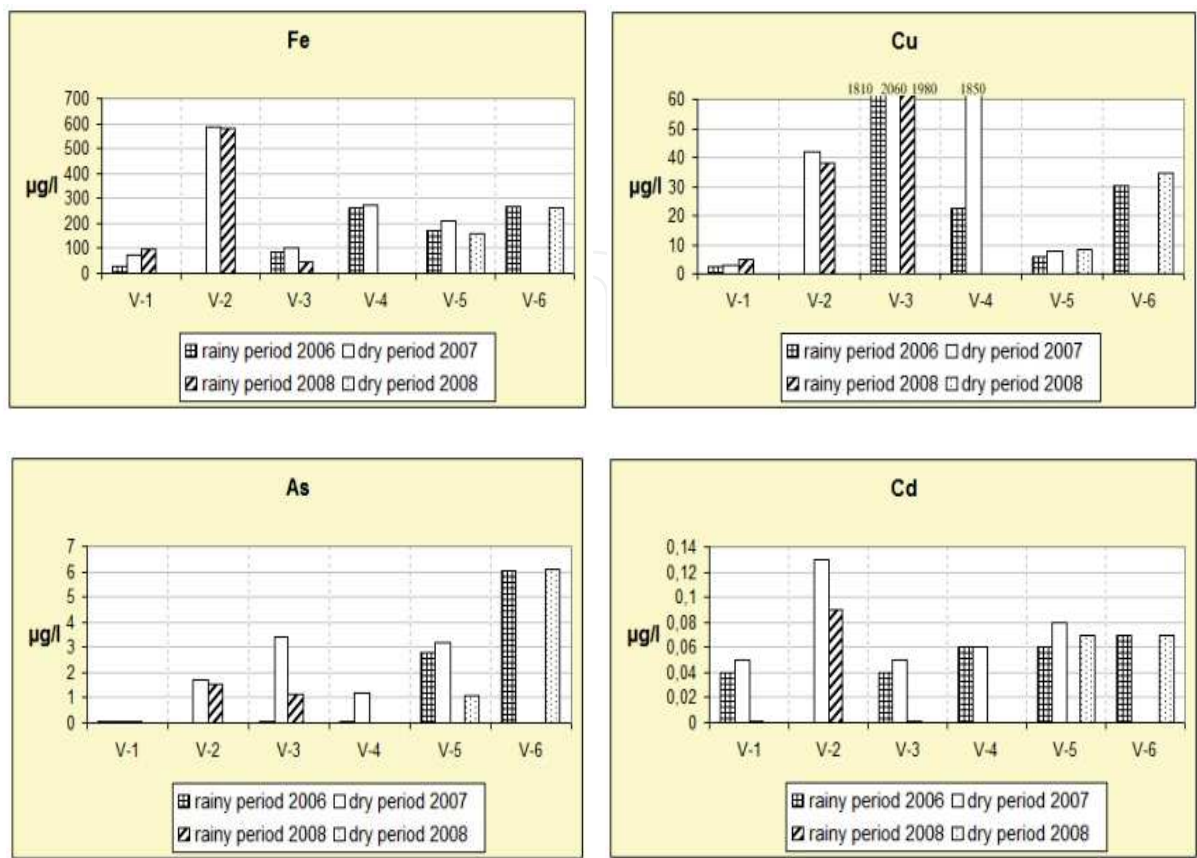 Fe
700
600
500
400
300
200
100
0
µg/l
V-1 V-2 V-3 V-4 V-5 V-6
rainy period 2006 dry period 2007
rainy period 2008 dry period 2008
Cu
1810 2060 1980 1850
60
50
40
30
20
10
0
µg/l
V-1 V-2 V-3 V-4 V-5 V-6
rainy period 2006 dry period 2007
rainy period 2008 dry period 2008
As
7
6
5
4
3
2
1
0
µg/l
V-1 V-2 V-3 V-4 V-5 V-6
rainy period 2006 dry period 2007
rainy period 2008 dry period 2008
Cd
0,14
0,12
0,1
0,08
0,06
0,04
0,02
0
µg/l
V-1 V-2 V-3 V-4 V-5 V-6
rainy period 2006 dry period 2007
rainy period 2008 dry period 2008